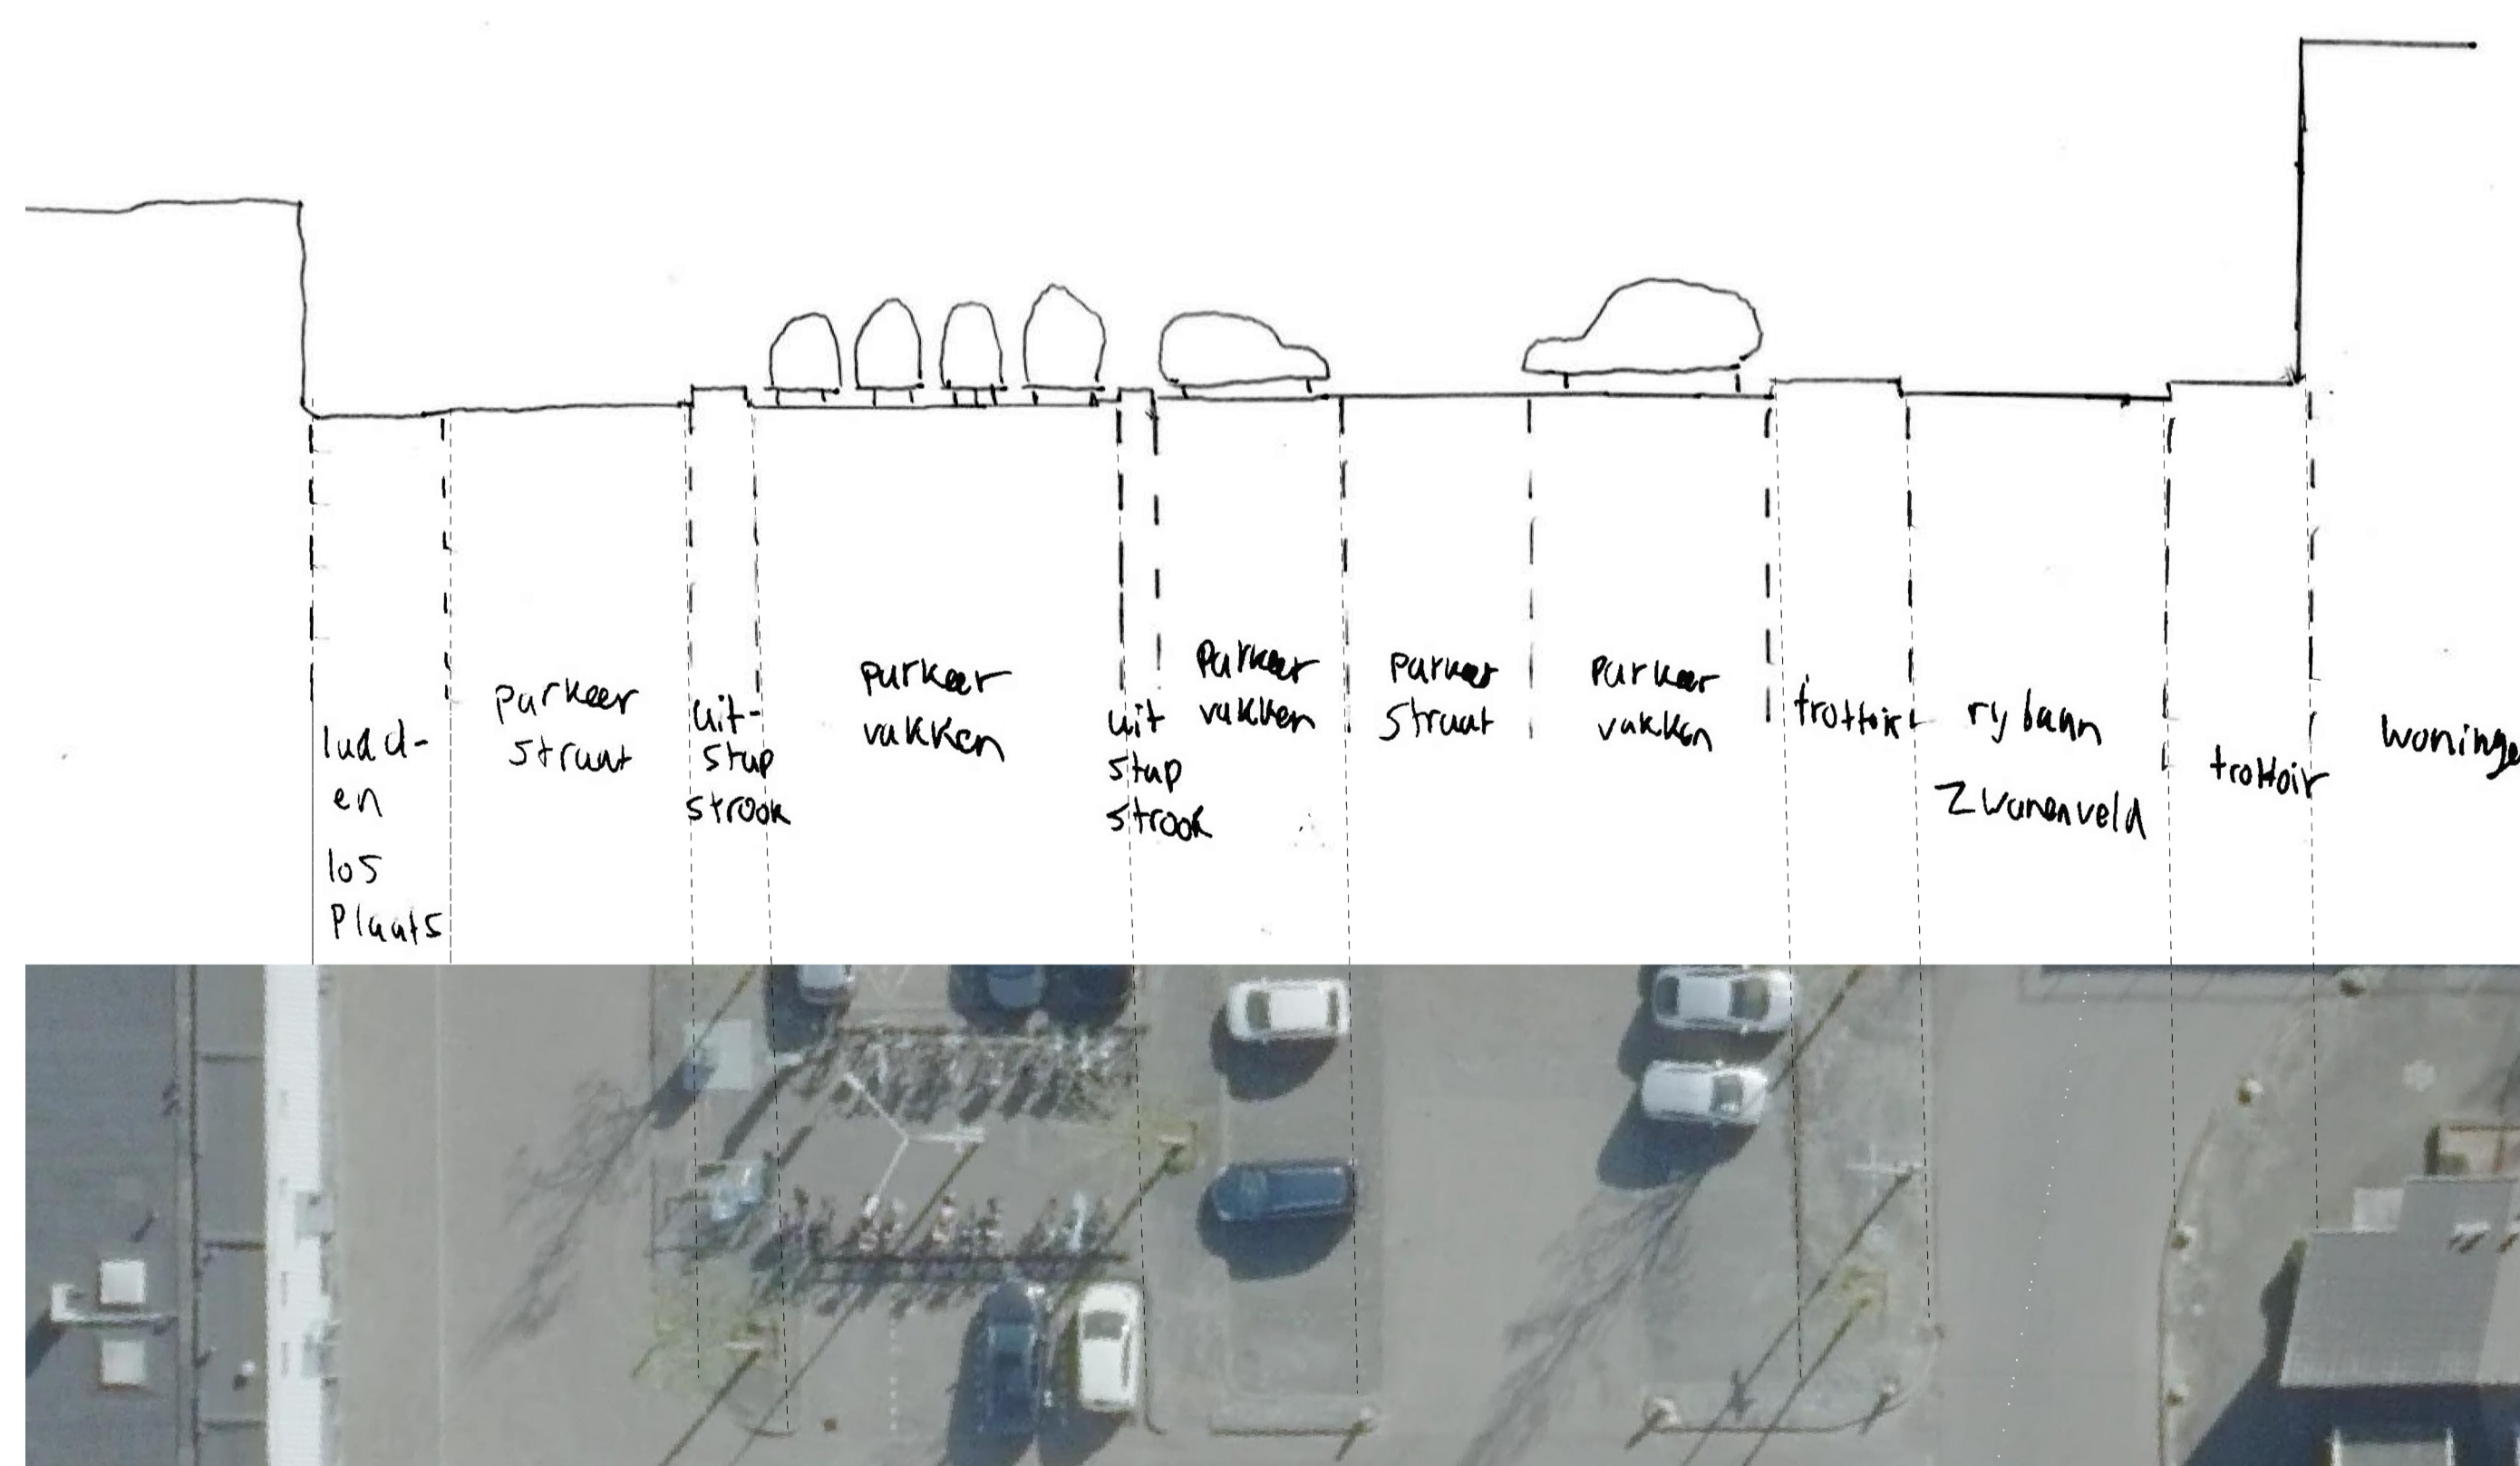 laad-
en
los
plaats
parkeer
straat
uit-
stap
strook
parkeer
vakken
uit
stap
strook
parkeer
vakken
parkeer
straat
parkeer
vakken
trottoir
rybaan
Zwanenveld
trottoir
woninge